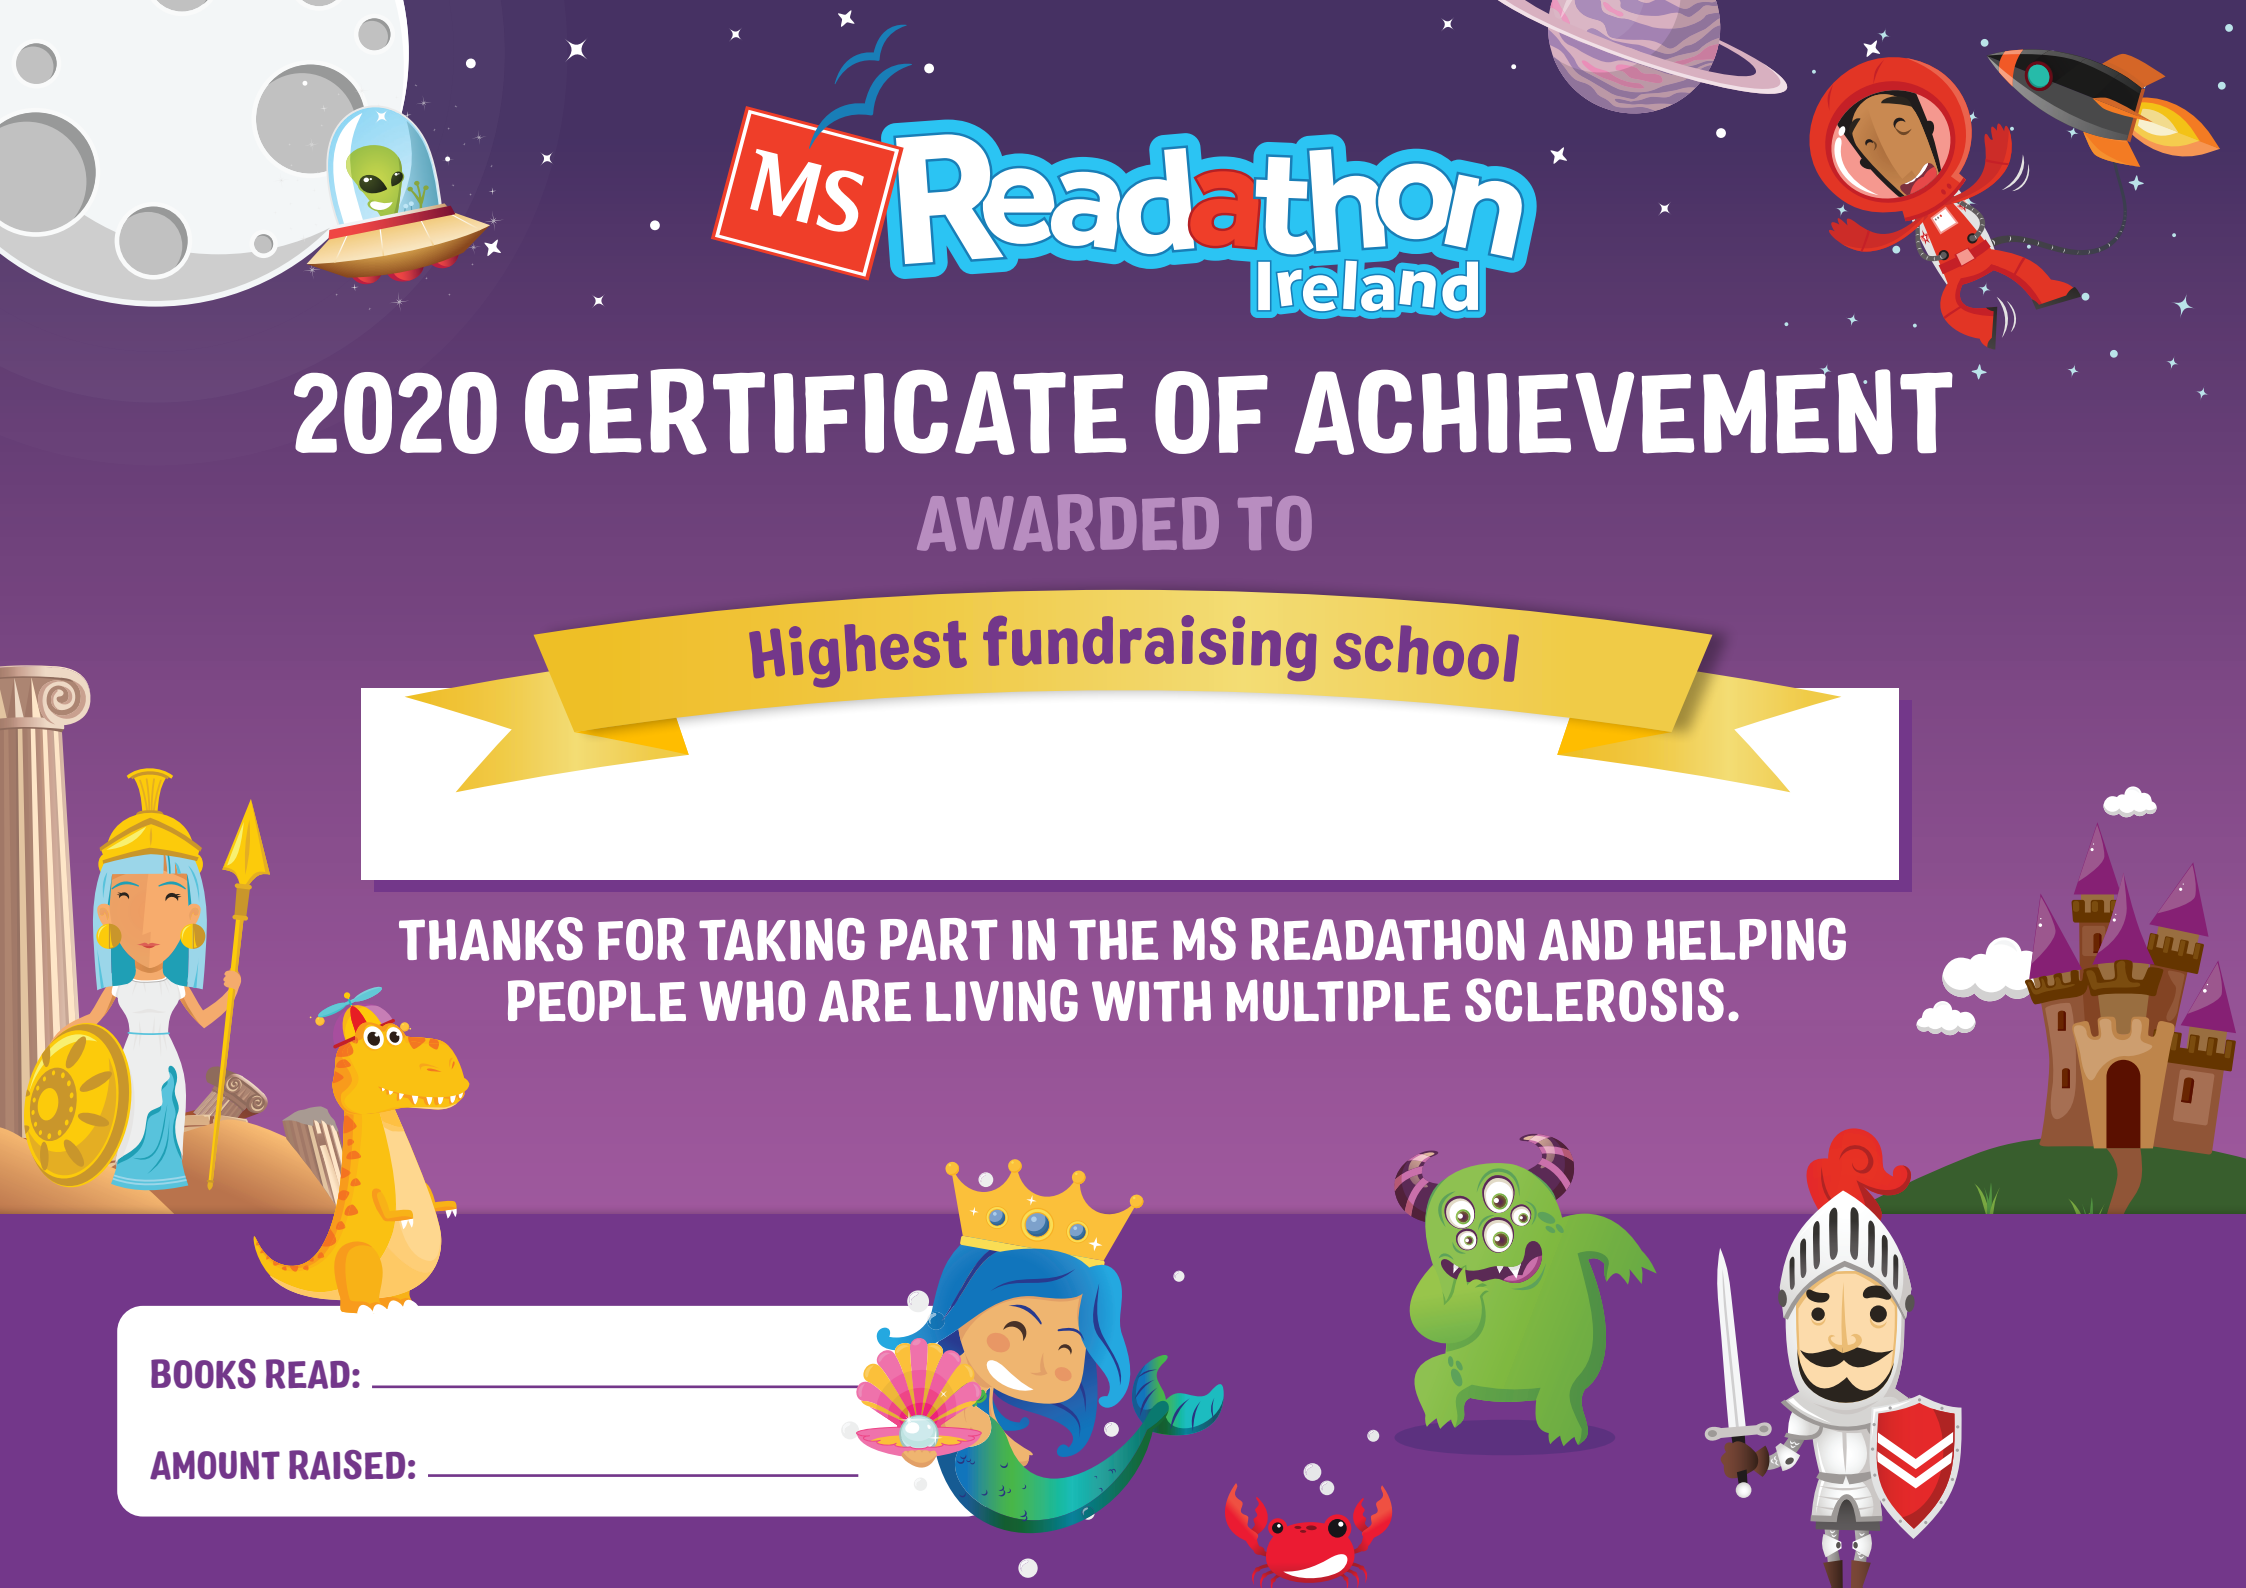 MS Readathon
Ireland
2020 CERTIFICATE OF ACHIEVEMENT
AWARDED TO
Highest fundraising school
THANKS FOR TAKING PART IN THE MS READATHON AND HELPING
PEOPLE WHO ARE LIVING WITH MULTIPLE SCLEROSIS.
BOOKS READ:
AMOUNT RAISED: